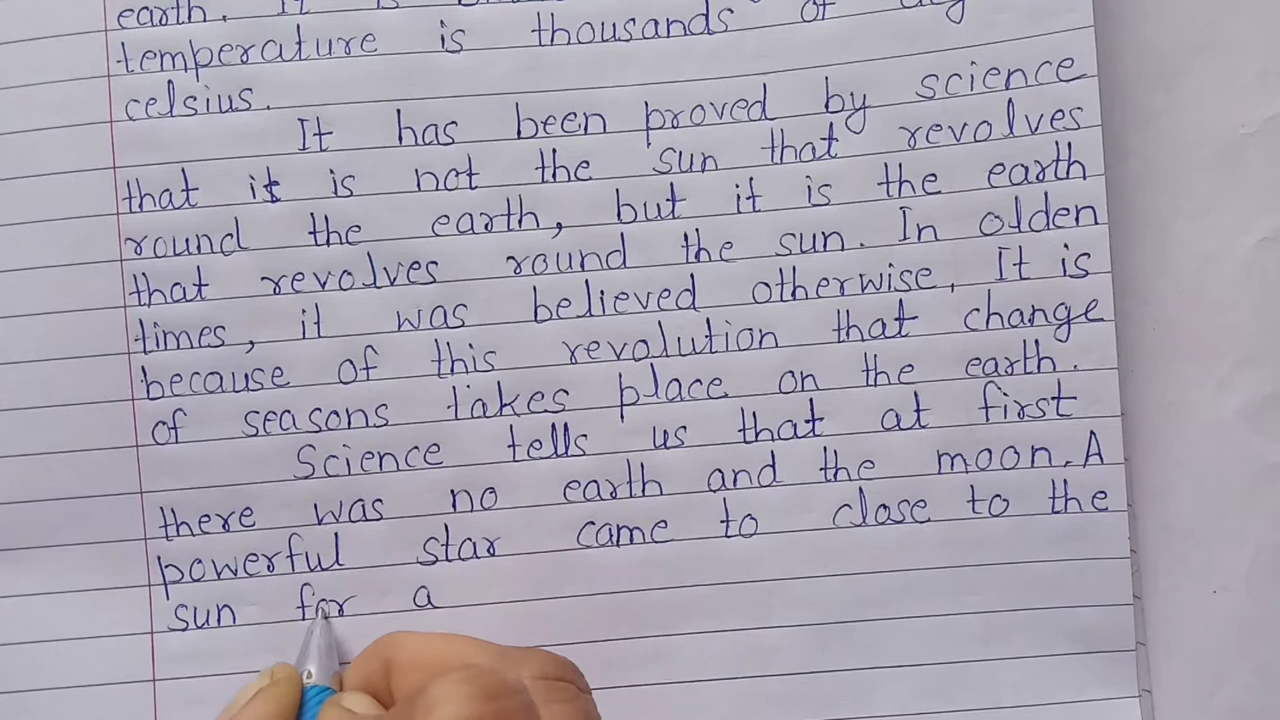 earth. It is
temperature is thousands of
celsius.
It has been proved by science
that it is not the sun that revolves
round the earth, but it is the earth
that revolves round the sun. In olden
times, it was believed otherwise, It is
because of this revolution that change
of seasons takes place on the earth.
Science tells us that at first
there was no earth and the moon. A
powerful star came to close to the
sun for a